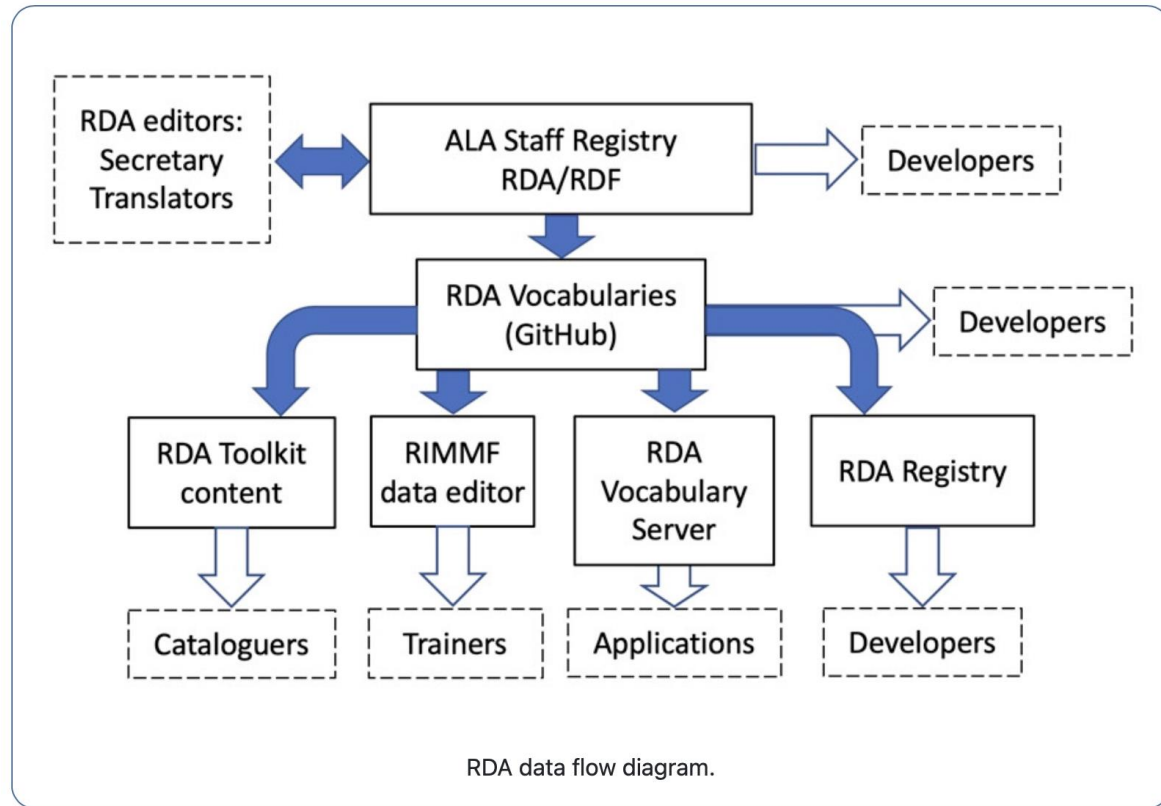 RDA editors:
Secretary
Translators
ALA Staff Registry
RDA/RDF
Developers
RDA Vocabularies
(GitHub)
Developers
RDA Toolkit
content
RIMMF
data editor
RDA
Vocabulary
Server
RDA Registry
Cataloguers
Trainers
Applications
Developers
RDA data flow diagram.